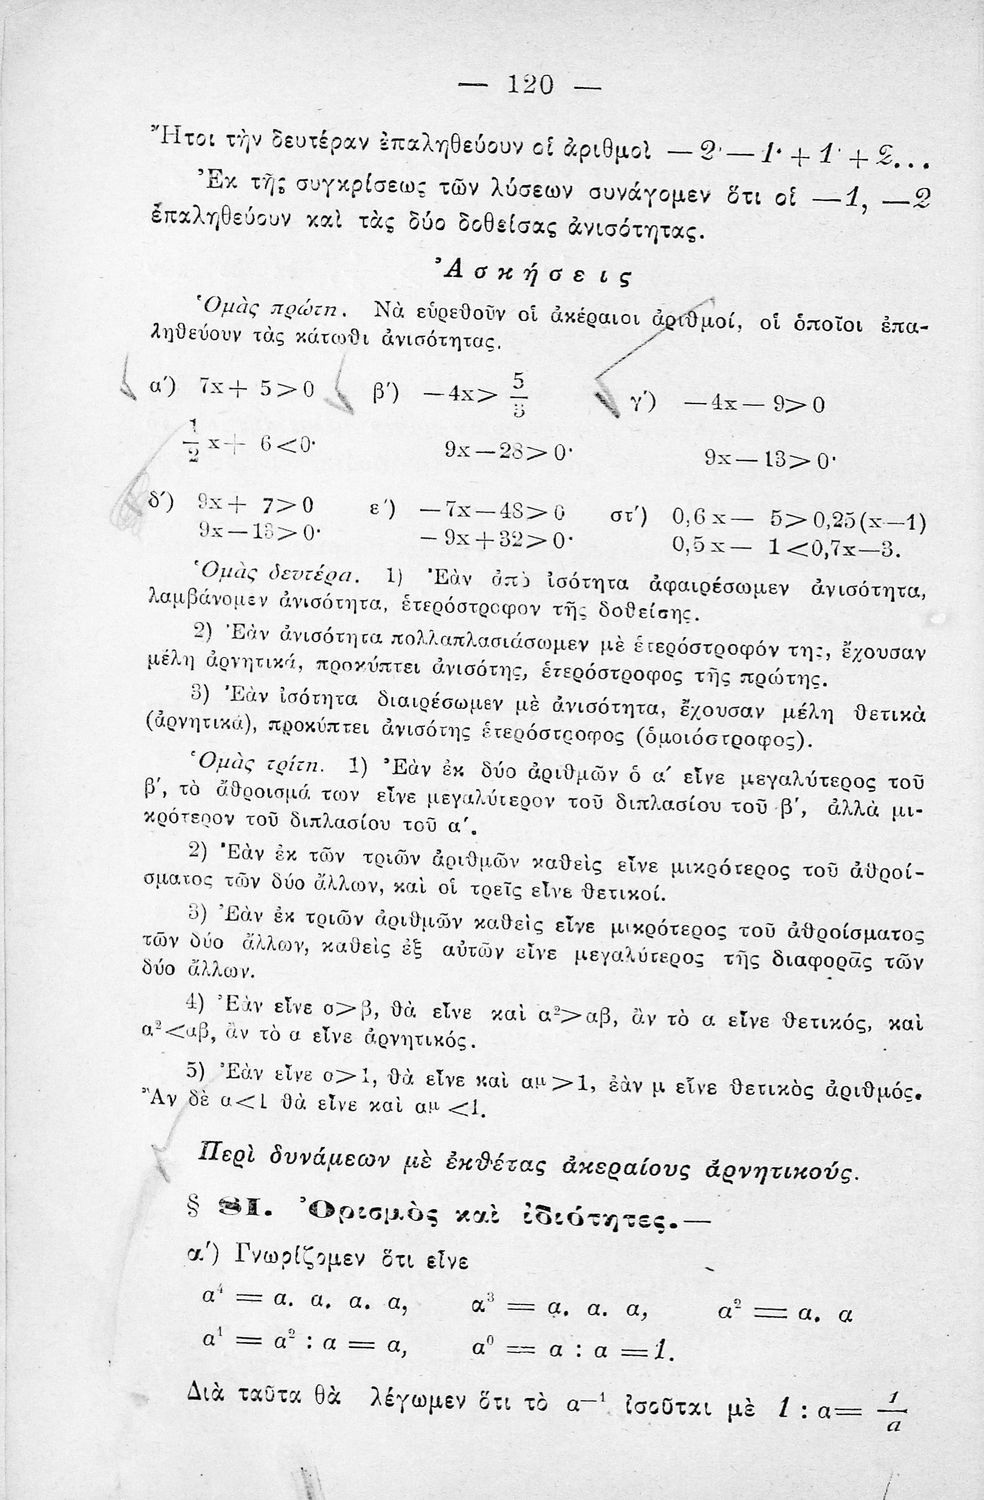 — 120 —
Ἤτοι τὴν δευτέραν ἐπαληθεύουν οἱ ἀριθμοὶ —2· —1· +1· +2...
Ἐκ τῆς συγκρίσεως τῶν λύσεων συνάγομεν ὅτι οἱ —1, —2
ἐπαληθεύουν καὶ τὰς δύο δοθείσας ἀνισότητας.
Ἀσκήσεις
Ὁμὰς πρώτη. Νὰ εὑρεθοῦν οἱ ἀκέραιοι ἀριθμοί, οἱ ὁποῖοι ἐπα-
ληθεύουν τὰς κάτωθι ἀνισότητας.
α′) 7x+ 5>0 β′) —4x> 5/3 γ′) —4x— 9>0
1/2 x+ 6<0· 9x—28>0· 9x—13>0·
δ′) 9x+ 7>0 ε′) —7x—48>0 στ′) 0,6x— 5>0,25(x—1)
9x—13>0· —9x+32>0· 0,5x— 1<0,7x—3.
Ὁμὰς δευτέρα. 1) Ἐὰν ἀπὸ ἰσότητα ἀφαιρέσωμεν ἀνισότητα,
λαμβάνομεν ἀνισότητα, ἑτερόστροφον τῆς δοθείσης.
2) Ἐὰν ἀνισότητα πολλαπλασιάσωμεν μὲ ἑτερόστροφόν της, ἔχουσαν
μέλη ἀρνητικά, προκύπτει ἀνισότης, ἑτερόστροφος τῆς πρώτης.
3) Ἐὰν ἰσότητα διαιρέσωμεν μὲ ἀνισότητα, ἔχουσαν μέλη θετικὰ
(ἀρνητικά), προκύπτει ἀνισότης ἑτερόστροφος (ὁμοιόστροφος).
Ὁμὰς τρίτη. 1) Ἐὰν ἐκ δύο ἀριθμῶν ὁ α′ εἶνε μεγαλύτερος τοῦ
β′, τὸ ἄθροισμά των εἶνε μεγαλύτερον τοῦ διπλασίου τοῦ β′, ἀλλὰ μι-
κρότερον τοῦ διπλασίου τοῦ α′.
2) Ἐὰν ἐκ τῶν τριῶν ἀριθμῶν καθεὶς εἶνε μικρότερος τοῦ ἀθροί-
σματος τῶν δύο ἄλλων, καὶ οἱ τρεῖς εἶνε θετικοί.
3) Ἐὰν ἐκ τριῶν ἀριθμῶν καθεὶς εἶνε μικρότερος τοῦ ἀθροίσματος
τῶν δύο ἄλλων, καθεὶς ἐξ αὐτῶν εἶνε μεγαλύτερος τῆς διαφορᾶς τῶν
δύο ἄλλων.
4) Ἐὰν εἶνε α>β, θὰ εἶνε καὶ α²>αβ, ἂν τὸ α εἶνε θετικός, καὶ
α²<αβ, ἂν τὸ α εἶνε ἀρνητικός.
5) Ἐὰν εἶνε α>1, θὰ εἶνε καὶ αᵘ>1, ἐὰν μ εἶνε θετικὸς ἀριθμός.
Ἂν δὲ α<1 θὰ εἶνε καὶ αᵘ <1.
Περὶ δυνάμεων μὲ ἐκθέτας ἀκεραίους ἀρνητικούς.
§ 81. Ὁρισμὸς καὶ ἰδιότητες.—
α′) Γνωρίζομεν ὅτι εἶνε
α⁴ = α. α. α. α, α³ = α. α. α, α² = α. α
α¹ = α² : α = α, α⁰ = α : α =1.
Διὰ ταῦτα θὰ λέγωμεν ὅτι τὸ α—¹ ἰσοῦται μὲ 1 : α= 1/α